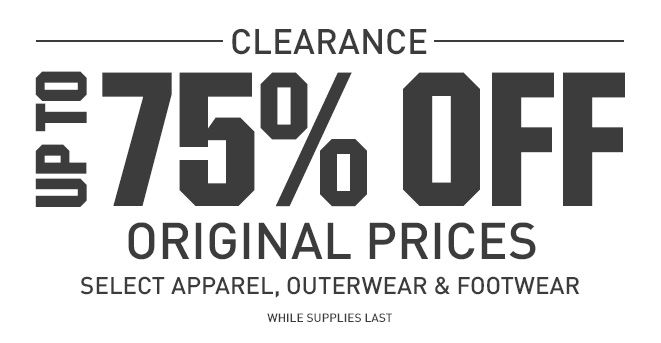 CLEARANCE
UP TO 75% OFF
ORIGINAL PRICES
SELECT APPAREL, OUTERWEAR & FOOTWEAR
WHILE SUPPLIES LAST